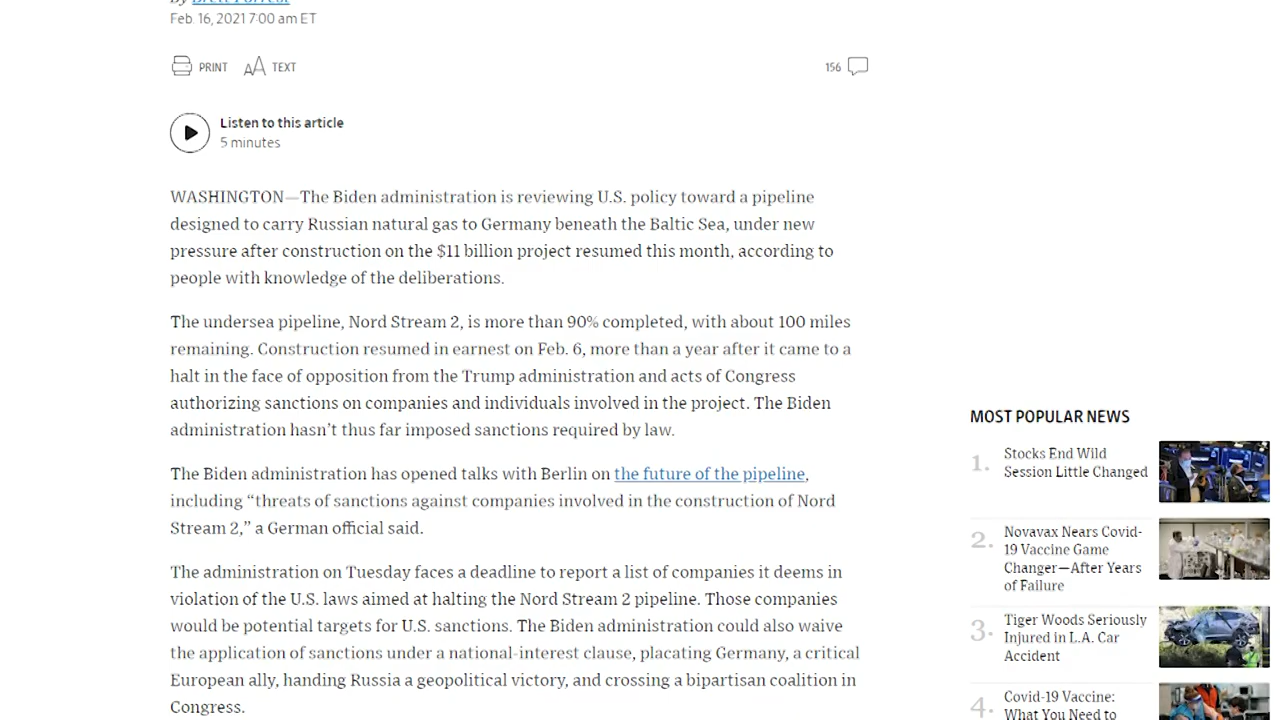 By Brett Forrest
Feb. 16, 2021 7:00 am ET
PRINT
TEXT
156
Listen to this article
5 minutes
WASHINGTON—The Biden administration is reviewing U.S. policy toward a pipeline
designed to carry Russian natural gas to Germany beneath the Baltic Sea, under new
pressure after construction on the $11 billion project resumed this month, according to
people with knowledge of the deliberations.
The undersea pipeline, Nord Stream 2, is more than 90% completed, with about 100 miles
remaining. Construction resumed in earnest on Feb. 6, more than a year after it came to a
halt in the face of opposition from the Trump administration and acts of Congress
authorizing sanctions on companies and individuals involved in the project. The Biden
administration hasn’t thus far imposed sanctions required by law.
The Biden administration has opened talks with Berlin on the future of the pipeline,
including “threats of sanctions against companies involved in the construction of Nord
Stream 2,” a German official said.
The administration on Tuesday faces a deadline to report a list of companies it deems in
violation of the U.S. laws aimed at halting the Nord Stream 2 pipeline. Those companies
would be potential targets for U.S. sanctions. The Biden administration could also waive
the application of sanctions under a national-interest clause, placating Germany, a critical
European ally, handing Russia a geopolitical victory, and crossing a bipartisan coalition in
Congress.
MOST POPULAR NEWS
1.
Stocks End Wild
Session Little Changed
2.
Novavax Nears Covid-
19 Vaccine Game
Changer—After Years
of Failure
3.
Tiger Woods Seriously
Injured in L.A. Car
Accident
4.
Covid-19 Vaccine:
What You Need to